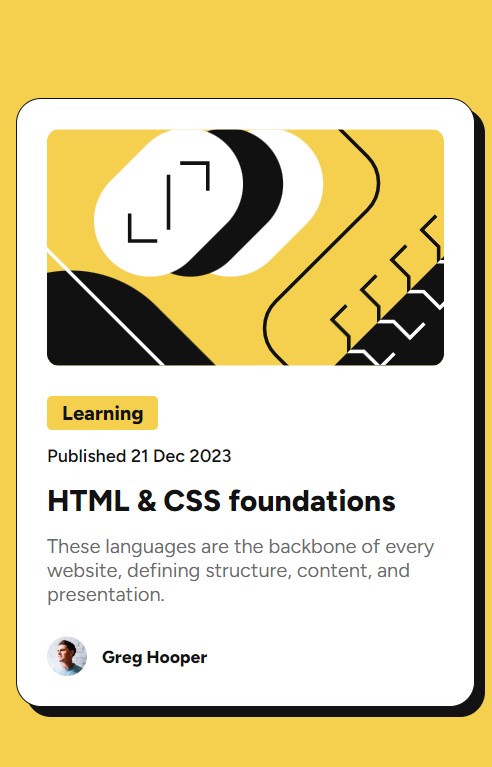 Learning
Published 21 Dec 2023
HTML & CSS foundations
These languages are the backbone of every
website, defining structure, content, and
presentation.
Greg Hooper